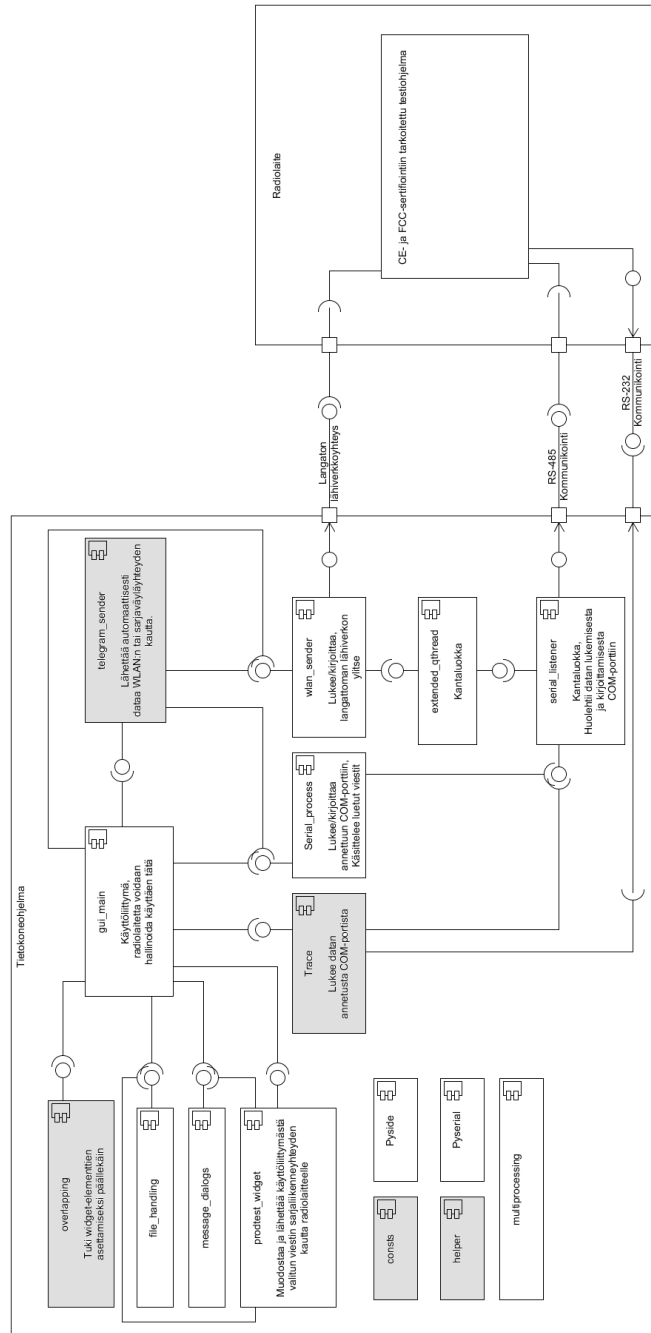 Tietokoneohjelma
overlapping
Tuki widget-elementtien
asettamiseksi päällekäin
file_handling
message_dialogs
prodtest_widget
Muodostaa ja lähettää käyttöliittymästä
valitun viestin sarjaliikenneyhteyden
kautta radiolaitteelle
consts
Pyside
helper
Pyserial
multiprocessing
gui_main
Käyttöliittymä,
radiolaitetta voidaan
hallinoida käyttäen tätä
Trace
Lukee datan
annetusta COM-portista
Serial_process
Lukee/kirjoittaa
annettuun COM-porttiin,
Käsittelee luetut viestit
telegram_sender
Lähettää automaattisesti
dataa WLAN:n tai sarjaväyläyhteyden
kautta.
wlan_sender
Lukee/kirjoittaa,
langattoman lähiverkon
ylitse
extended_qthread
Kantaluokka
serial_listener
Kantaluokka,
Huolehtii datan lukemisesta
ja kirjoittamisesta
COM-porttiin
Langaton
lähiverkkoyhteys
RS-485
Kommunikointi
RS-232
Kommunikointi
Radiolaite
CE- ja FCC-sertifiointiin tarkoitettu testiohjelma